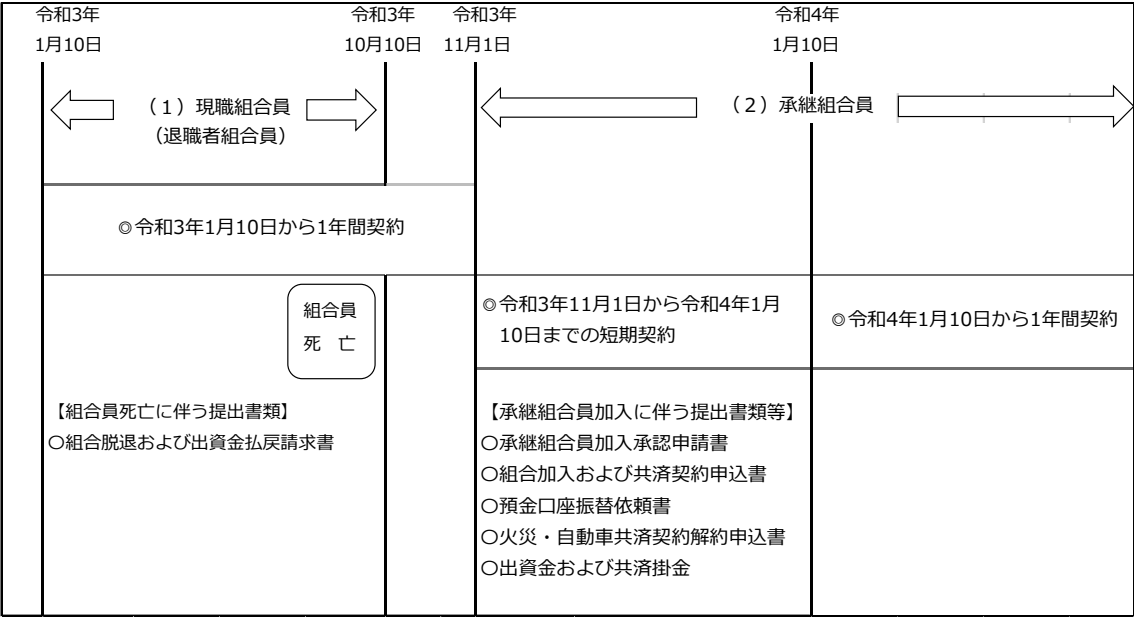 令和3年
1月10日
令和3年
10月10日
令和3年
11月1日
令和4年
1月10日
（1）現職組合員
（退職者組合員）
（2）承継組合員
◎令和3年1月10日から1年間契約
組合員
死　亡
◎令和3年11月1日から令和4年1月
10日までの短期契約
◎令和4年1月10日から1年間契約
【組合員死亡に伴う提出書類】
〇組合脱退および出資金払戻請求書
【承継組合員加入に伴う提出書類等】
〇承継組合員加入承認申請書
〇組合加入および共済契約申込書
〇預金口座振替依頼書
〇火災・自動車共済契約解約申込書
〇出資金および共済掛金